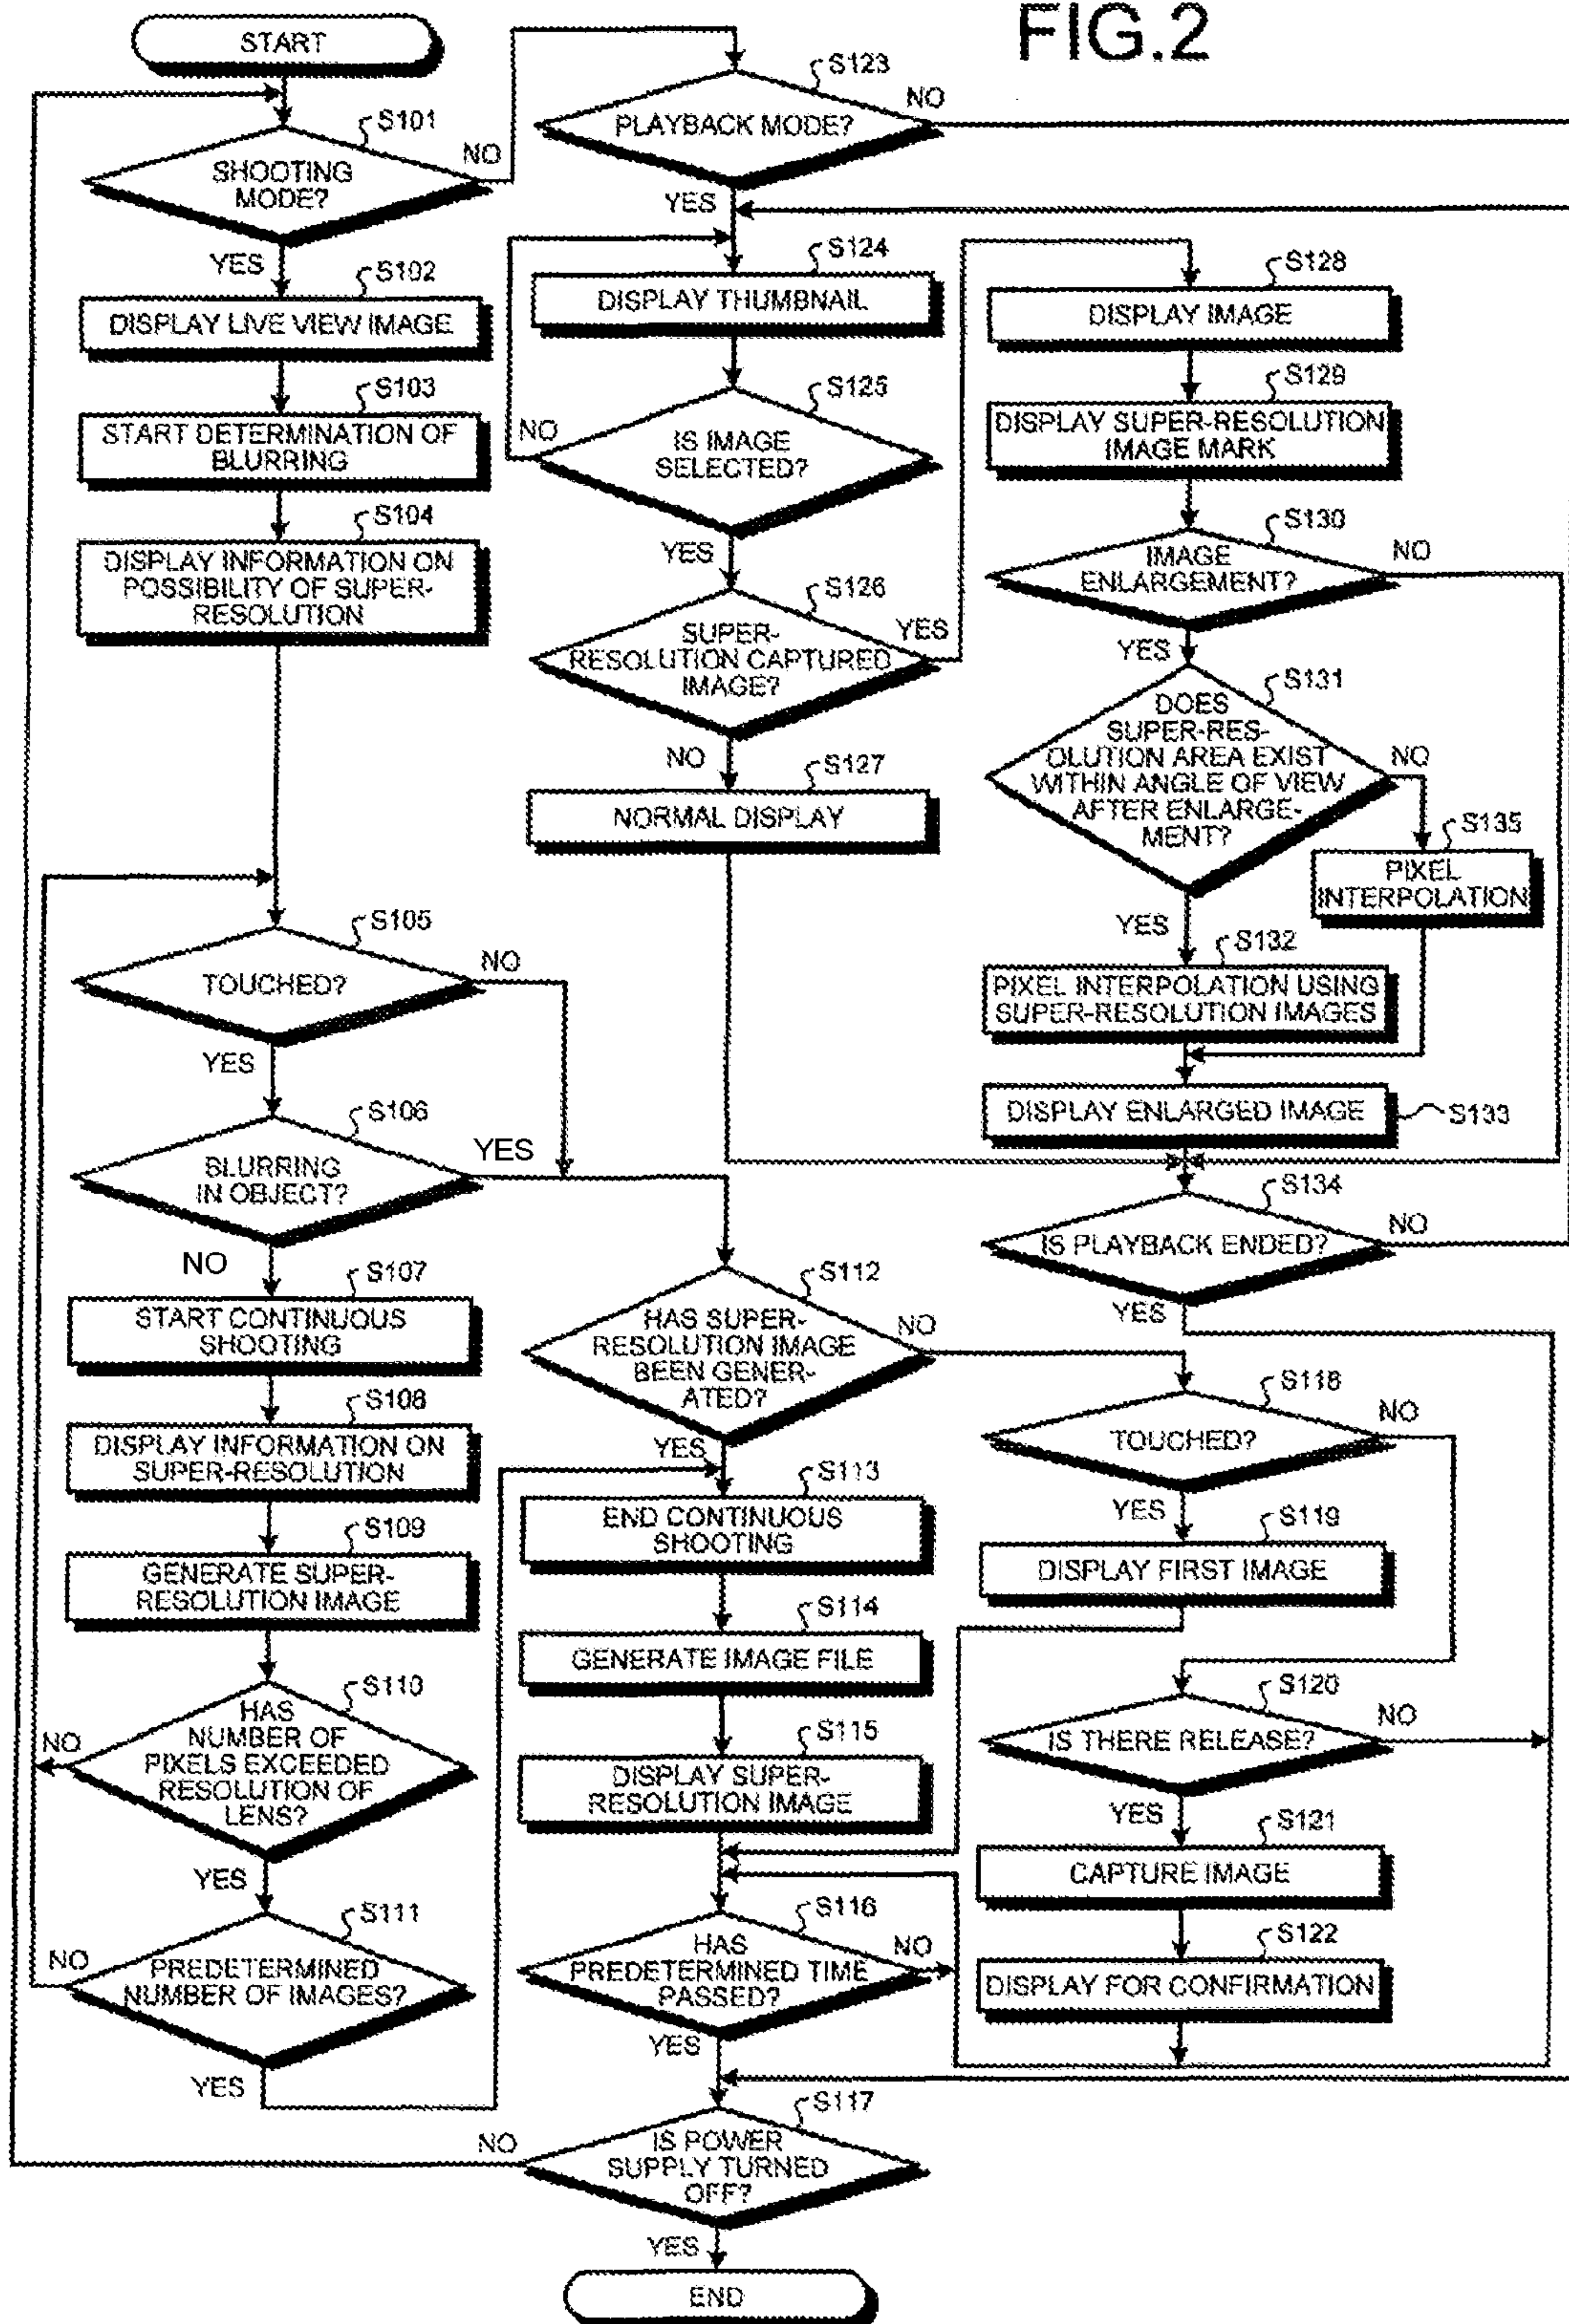 FIG.2
START
S101
SHOOTING
MODE?
NO
YES
S102
DISPLAY LIVE VIEW IMAGE
S103
START DETERMINATION OF
BLURRING
S104
DISPLAY INFORMATION ON
POSSIBILITY OF SUPER-
RESOLUTION
S105
TOUCHED?
NO
YES
S106
BLURRING
IN OBJECT?
YES
NO
S107
START CONTINUOUS
SHOOTING
S108
DISPLAY INFORMATION ON
SUPER-RESOLUTION
S109
GENERATE SUPER-
RESOLUTION IMAGE
S110
HAS
NUMBER OF
PIXELS EXCEEDED
RESOLUTION OF
LENS?
NO
YES
S111
PREDETERMINED
NUMBER OF IMAGES?
NO
YES
S123
PLAYBACK MODE?
NO
YES
S124
DISPLAY THUMBNAIL
S125
IS IMAGE
SELECTED?
NO
YES
S126
SUPER-
RESOLUTION CAPTURED
IMAGE?
YES
NO
S127
NORMAL DISPLAY
S112
HAS SUPER-
RESOLUTION IMAGE
BEEN GENER-
ATED?
NO
YES
S113
END CONTINUOUS
SHOOTING
S114
GENERATE IMAGE FILE
S115
DISPLAY SUPER-
RESOLUTION IMAGE
S116
HAS
PREDETERMINED TIME
PASSED?
NO
YES
S117
IS POWER
SUPPLY TURNED
OFF?
NO
YES
END
S128
DISPLAY IMAGE
S129
DISPLAY SUPER-RESOLUTION
IMAGE MARK
S130
IMAGE
ENLARGEMENT?
NO
YES
S131
DOES
SUPER-RES-
OLUTION AREA EXIST
WITHIN ANGLE OF VIEW
AFTER ENLARGE-
MENT?
NO
YES
S135
PIXEL
INTERPOLATION
S132
PIXEL INTERPOLATION USING
SUPER-RESOLUTION IMAGES
DISPLAY ENLARGED IMAGE
S133
S134
IS PLAYBACK ENDED?
NO
YES
S118
TOUCHED?
NO
YES
S119
DISPLAY FIRST IMAGE
S120
IS THERE RELEASE?
NO
YES
S121
CAPTURE IMAGE
S122
DISPLAY FOR CONFIRMATION